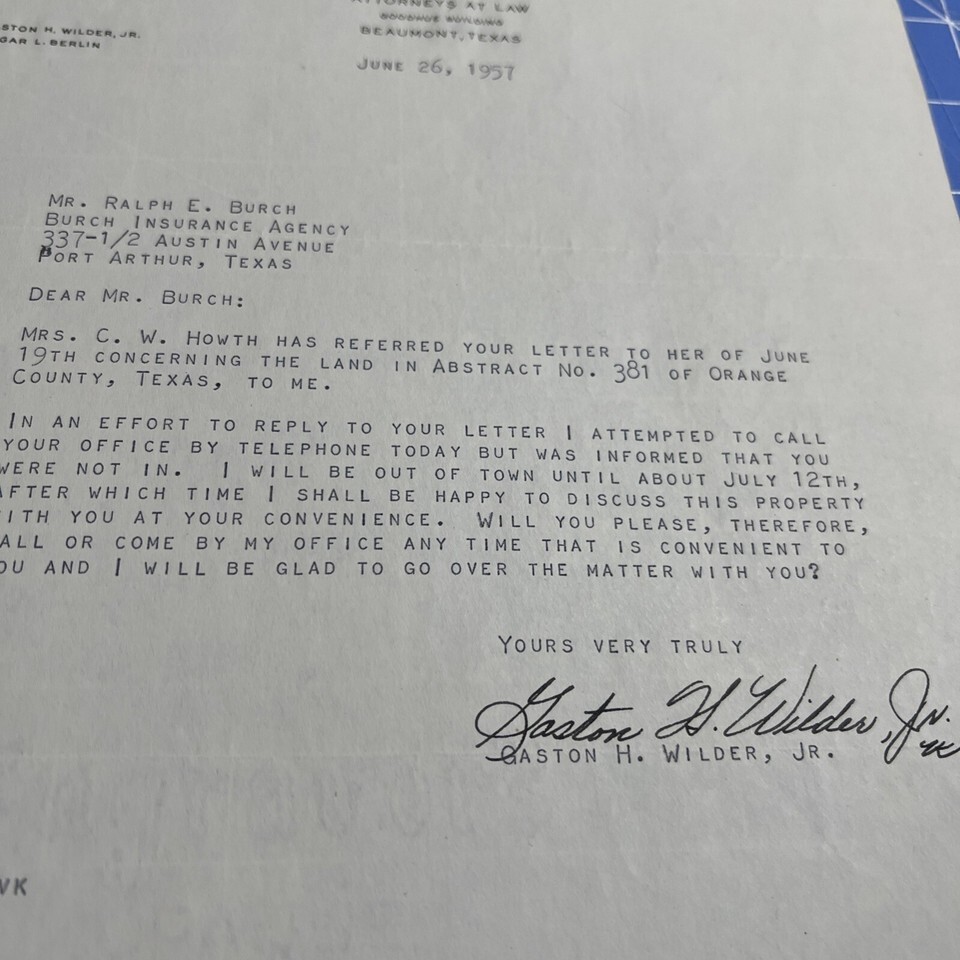 ATTORNEYS AT LAW
GOODHUE BUILDING
BEAUMONT, TEXAS
STON H. WILDER, JR.
GAR L. BERLIN
JUNE 26, 1957
MR. RALPH E. BURCH
BURCH INSURANCE AGENCY
337-1/2 AUSTIN AVENUE
PORT ARTHUR, TEXAS
DEAR MR. BURCH:
MRS. C. W. HOWTH HAS REFERRED YOUR LETTER TO HER OF JUNE
19TH CONCERNING THE LAND IN ABSTRACT NO. 381 OF ORANGE
COUNTY, TEXAS, TO ME.
IN AN EFFORT TO REPLY TO YOUR LETTER I ATTEMPTED TO CALL
YOUR OFFICE BY TELEPHONE TODAY BUT WAS INFORMED THAT YOU
WERE NOT IN. I WILL BE OUT OF TOWN UNTIL ABOUT JULY 12TH,
AFTER WHICH TIME I SHALL BE HAPPY TO DISCUSS THIS PROPERTY
ITH YOU AT YOUR CONVENIENCE. WILL YOU PLEASE, THEREFORE,
ALL OR COME BY MY OFFICE ANY TIME THAT IS CONVENIENT TO
OU AND I WILL BE GLAD TO GO OVER THE MATTER WITH YOU?
YOURS VERY TRULY
Gaston H. Wilder, Jr.
GASTON H. WILDER, JR.
VK